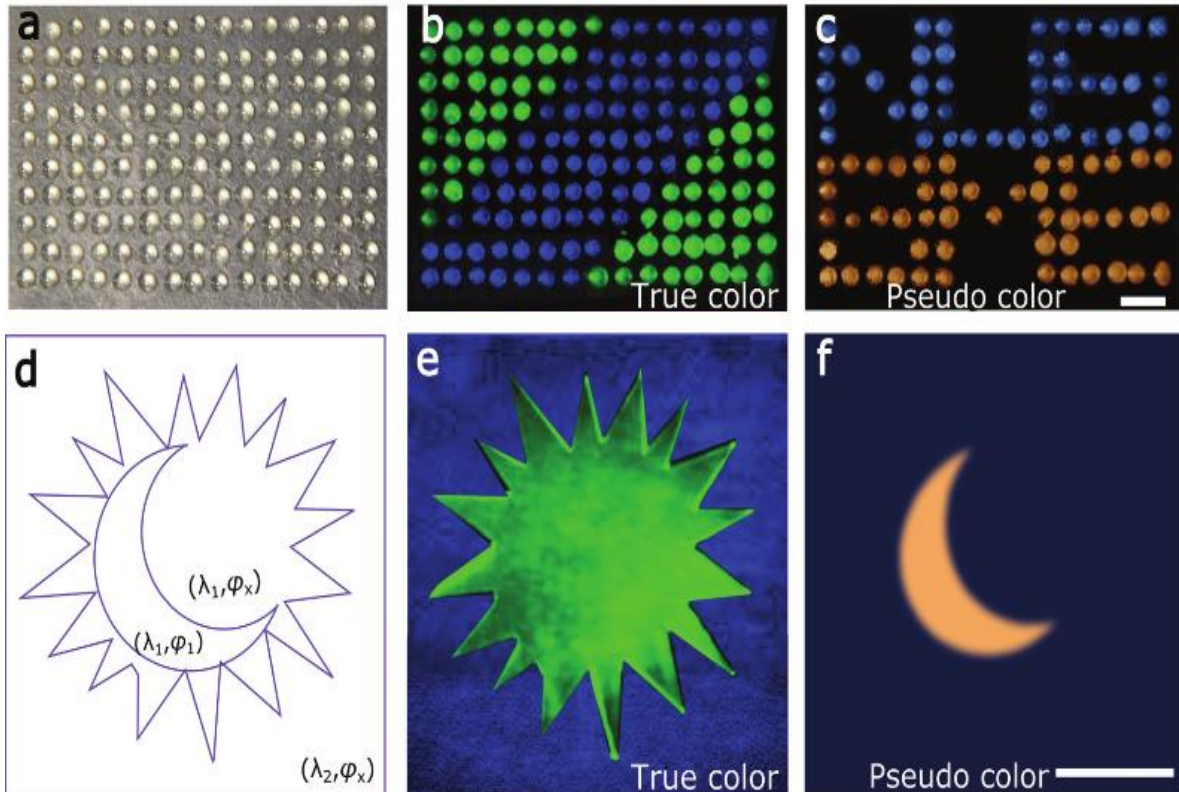 a
b
True color
c
Pseudo color
d
(λ₁,φₓ)
(λ₁,φ₁)
(λ₂,φₓ)
e
True color
f
Pseudo color